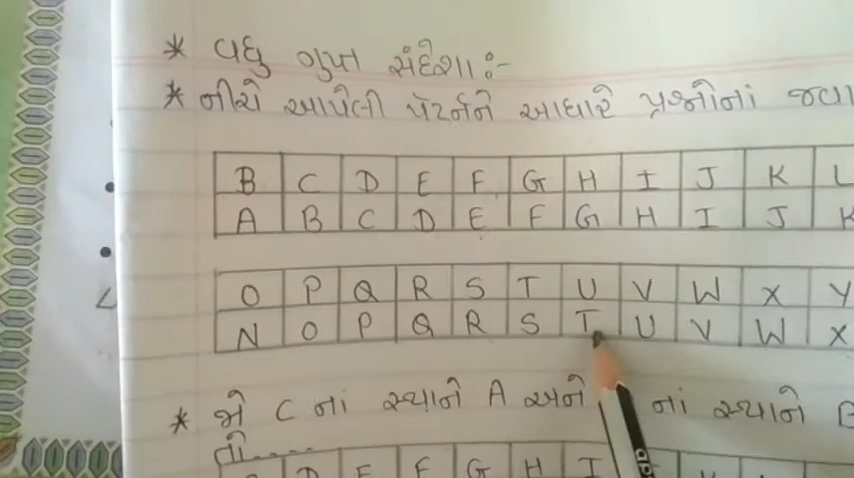 * વધુ ગુપ્ત સંદેશા :-
* નીચે આપેલી પૅટર્નને આધારે પ્રશ્નોનાં જવા
B C D E F G H I J K L
A B C D E F G H I J K
O P Q R S T U V W X Y
N O P Q R S T U V W X
* જો C નાં સ્થાને A અને નાં સ્થાને B
તો....
D E F G H I